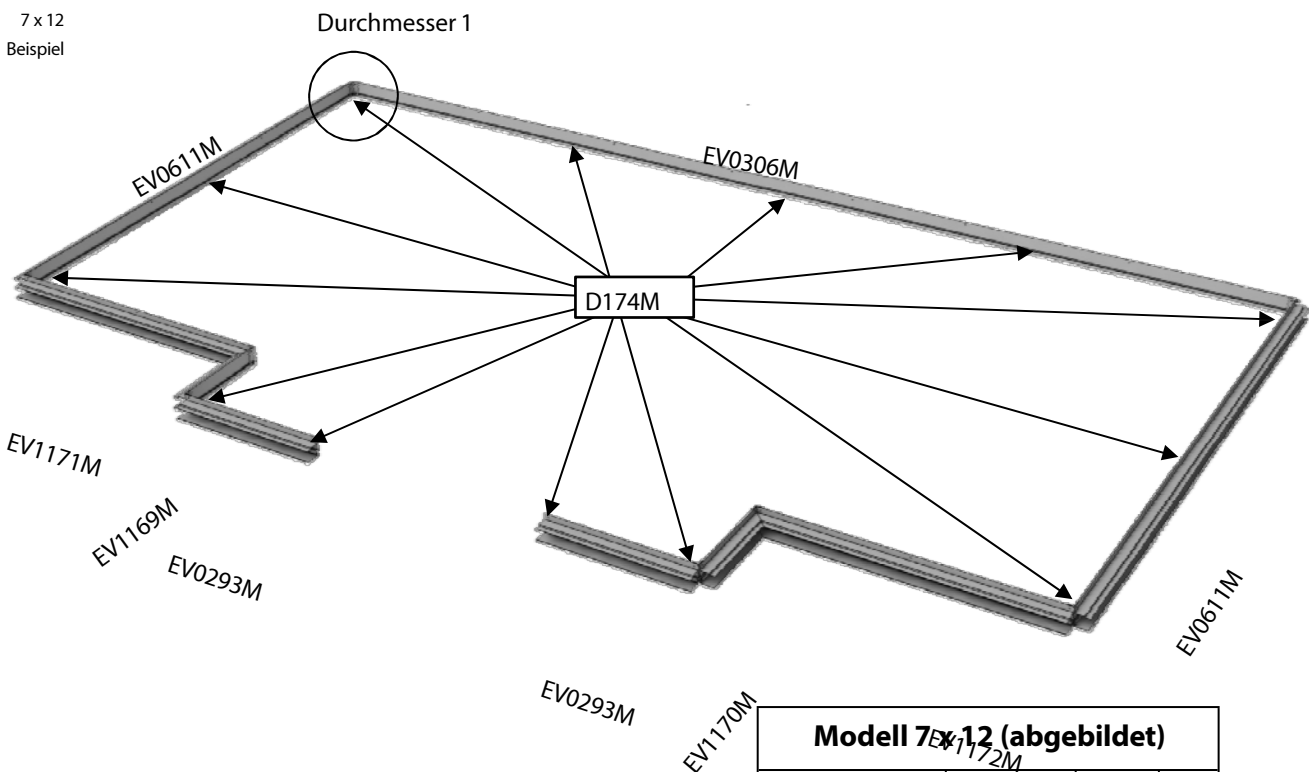 7 x 12
Beispiel
Durchmesser 1
EV0611M
EV0306M
D174M
EV1171M
EV1169M
EV0293M
EV0293M
EV1170M
EV0611M
Modell 7 x 12 (abgebildet)
EV1172M